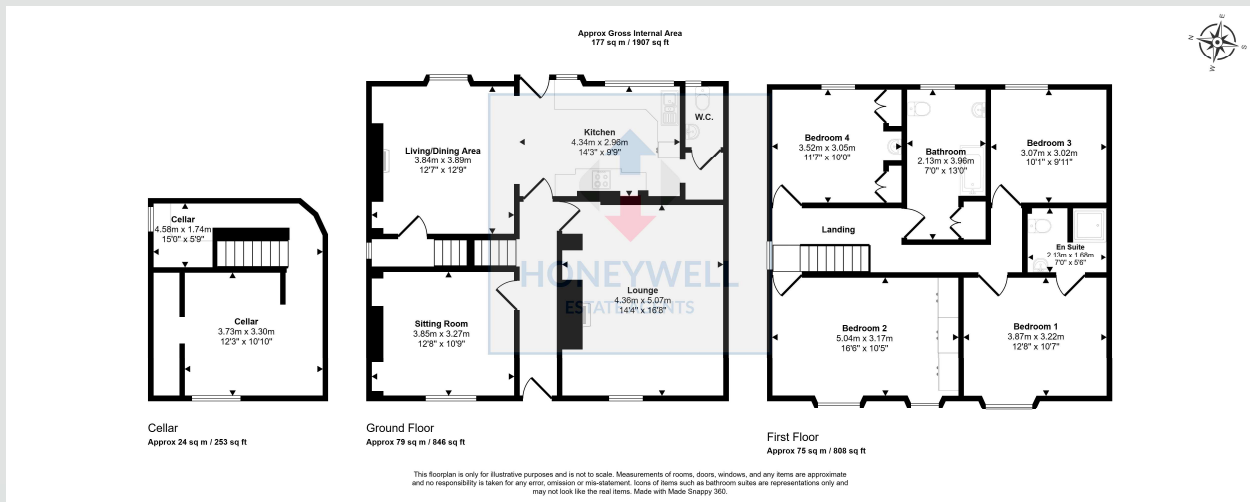 Approx Gross Internal Area
177 sq m / 1907 sq ft
N
E
S
W
Cellar
4.58m x 1.74m
15'0" x 5'9"
Cellar
3.73m x 3.30m
12'3" x 10'10"
Cellar
Approx 24 sq m / 253 sq ft
Living/Dining Area
3.84m x 3.89m
12'7" x 12'9"
Kitchen
4.34m x 2.96m
14'3" x 9'9"
W.C.
Sitting Room
3.85m x 3.27m
12'8" x 10'9"
Lounge
4.36m x 5.07m
14'4" x 16'8"
HONEYWELL
ESTATE AGENTS
Ground Floor
Approx 79 sq m / 846 sq ft
Bedroom 4
3.52m x 3.05m
11'7" x 10'0"
Bathroom
2.13m x 3.96m
7'0" x 13'0"
Bedroom 3
3.07m x 3.02m
10'1" x 9'11"
Landing
En Suite
2.13m x 1.68m
7'0" x 5'6"
Bedroom 2
5.04m x 3.17m
16'6" x 10'5"
Bedroom 1
3.87m x 3.22m
12'8" x 10'7"
First Floor
Approx 75 sq m / 808 sq ft
This floorplan is only for illustrative purposes and is not to scale. Measurements of rooms, doors, windows, and any items are approximate
and no responsibility is taken for any error, omission or mis-statement. Icons of items such as bathroom suites are representations only and
may not look like the real items. Made with Made Snappy 360.